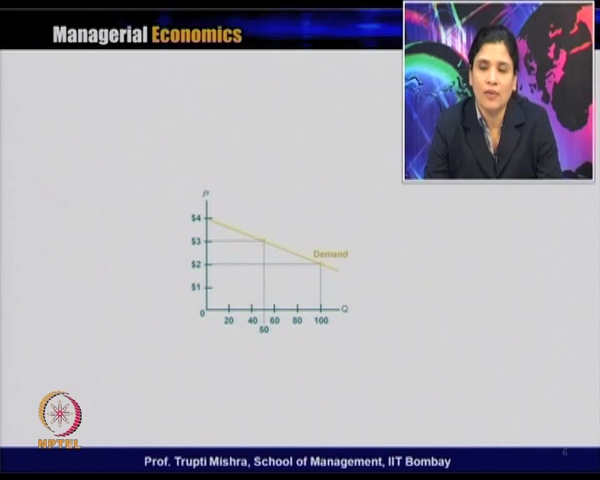 Managerial Economics
P
$4
$3
Demand
$2
$1
0
20 40 60 80 100
Q
50
NPTEL
Prof. Trupti Mishra, School of Management, IIT Bombay
6